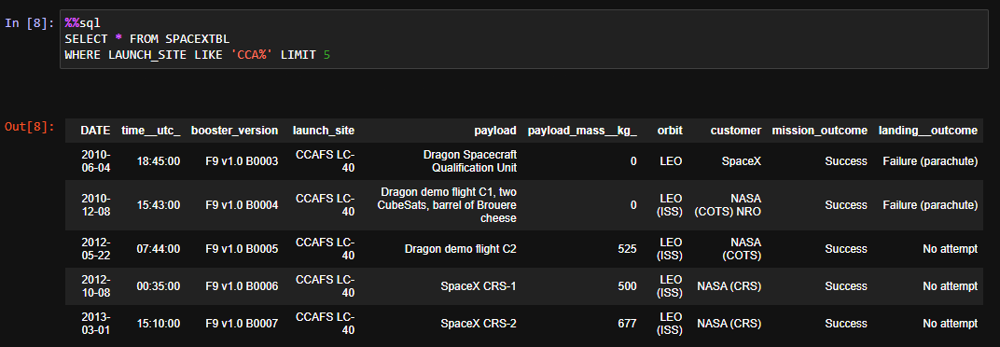 In [8]: %%sql
SELECT * FROM SPACEXTBL
WHERE LAUNCH_SITE LIKE 'CCA%' LIMIT 5
Out[8]:
DATE time__utc_ booster_version launch_site payload payload_mass__kg_ orbit customer mission_outcome landing__outcome
2010-06-04 18:45:00 F9 v1.0 B0003 CCAFS LC-40 Dragon Spacecraft Qualification Unit 0 LEO SpaceX Success Failure (parachute)
2010-12-08 15:43:00 F9 v1.0 B0004 CCAFS LC-40 Dragon demo flight C1, two CubeSats, barrel of Brouere cheese 0 LEO (ISS) NASA (COTS) NRO Success Failure (parachute)
2012-05-22 07:44:00 F9 v1.0 B0005 CCAFS LC-40 Dragon demo flight C2 525 LEO (ISS) NASA (COTS) Success No attempt
2012-10-08 00:35:00 F9 v1.0 B0006 CCAFS LC-40 SpaceX CRS-1 500 LEO (ISS) NASA (CRS) Success No attempt
2013-03-01 15:10:00 F9 v1.0 B0007 CCAFS LC-40 SpaceX CRS-2 677 LEO (ISS) NASA (CRS) Success No attempt